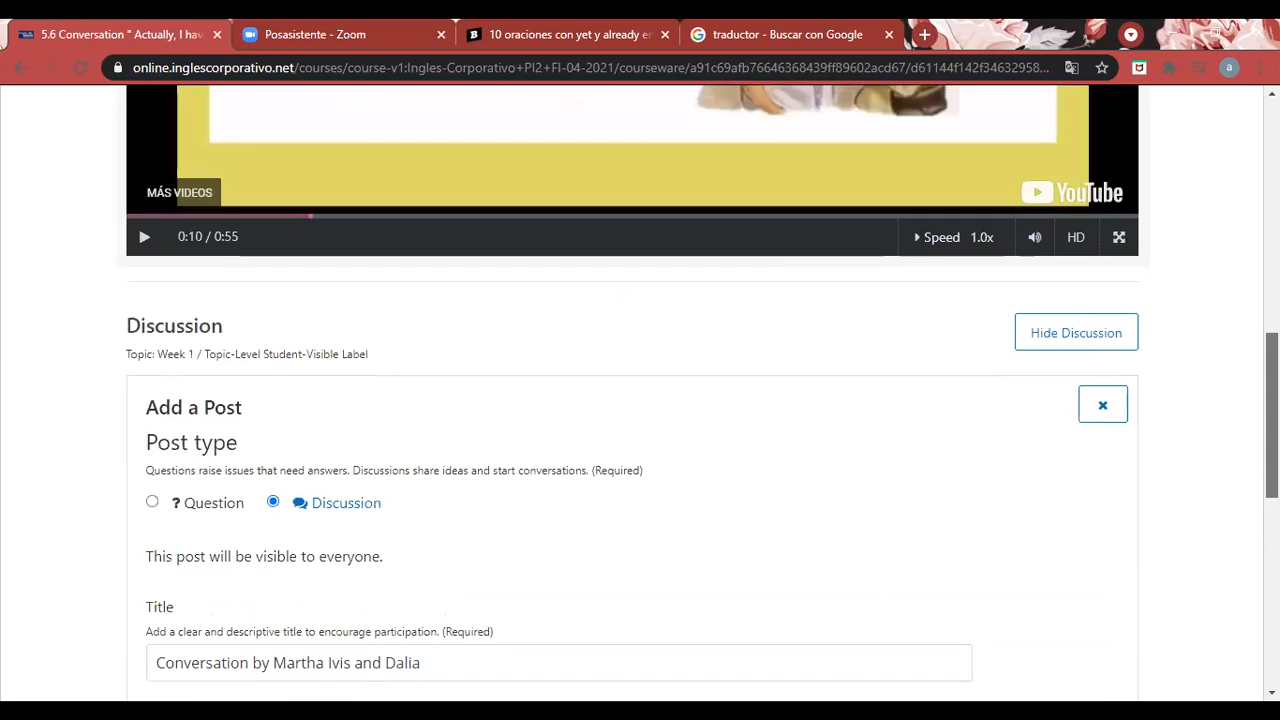 5.6 Conversation " Actually, I hav
Posasistente - Zoom
10 oraciones con yet y already en
traductor - Buscar con Google
online.inglescorporativo.net/courses/course-v1:Ingles-Corporativo+PI2+FI-04-2021/courseware/a91c69afb76646368439ff89602acd67/d61144f142f34632958...
a
MÁS VIDEOS
YouTube
0:10 / 0:55
Speed 1.0x
HD
Discussion
Hide Discussion
Topic: Week 1 / Topic-Level Student-Visible Label
Add a Post
Post type
Questions raise issues that need answers. Discussions share ideas and start conversations. (Required)
? Question
Discussion
This post will be visible to everyone.
Title
Add a clear and descriptive title to encourage participation. (Required)
Conversation by Martha Ivis and Dalia